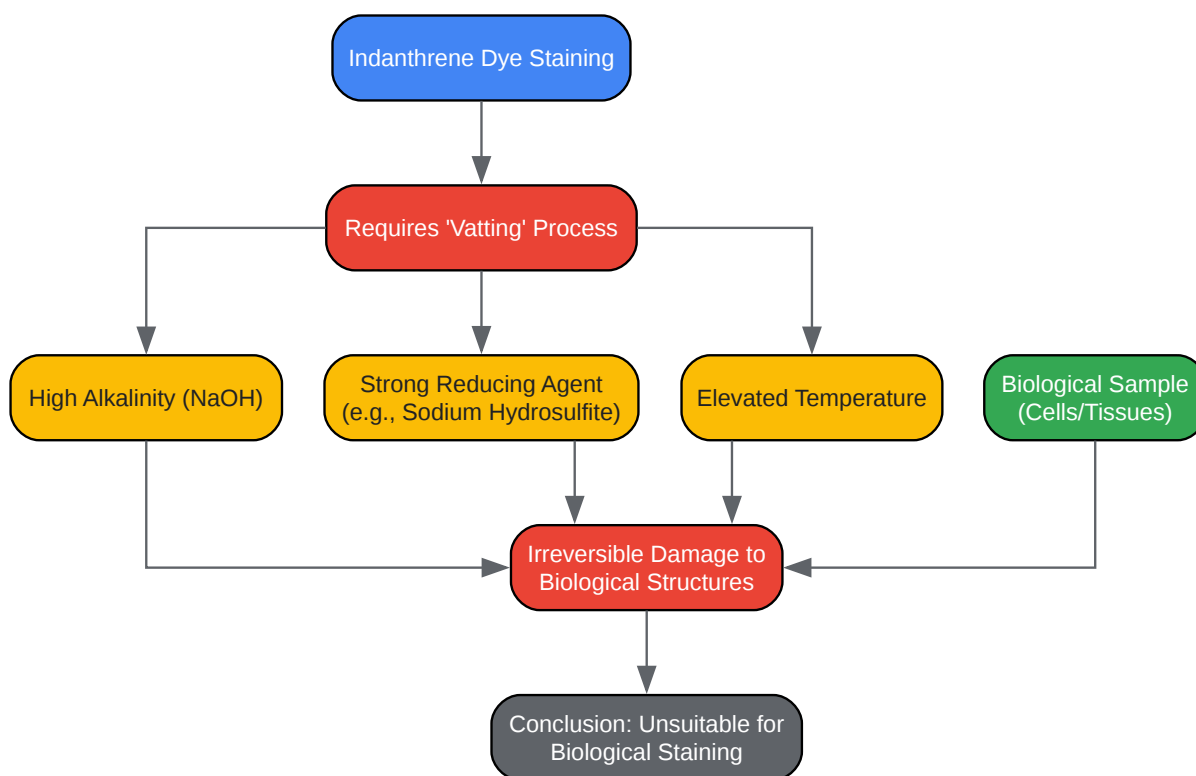 Indanthrene Dye Staining
Requires 'Vatting' Process
High Alkalinity (NaOH)
Strong Reducing Agent
(e.g., Sodium Hydrosulfite)
Elevated Temperature
Biological Sample
(Cells/Tissues)
Irreversible Damage to
Biological Structures
Conclusion: Unsuitable for
Biological Staining